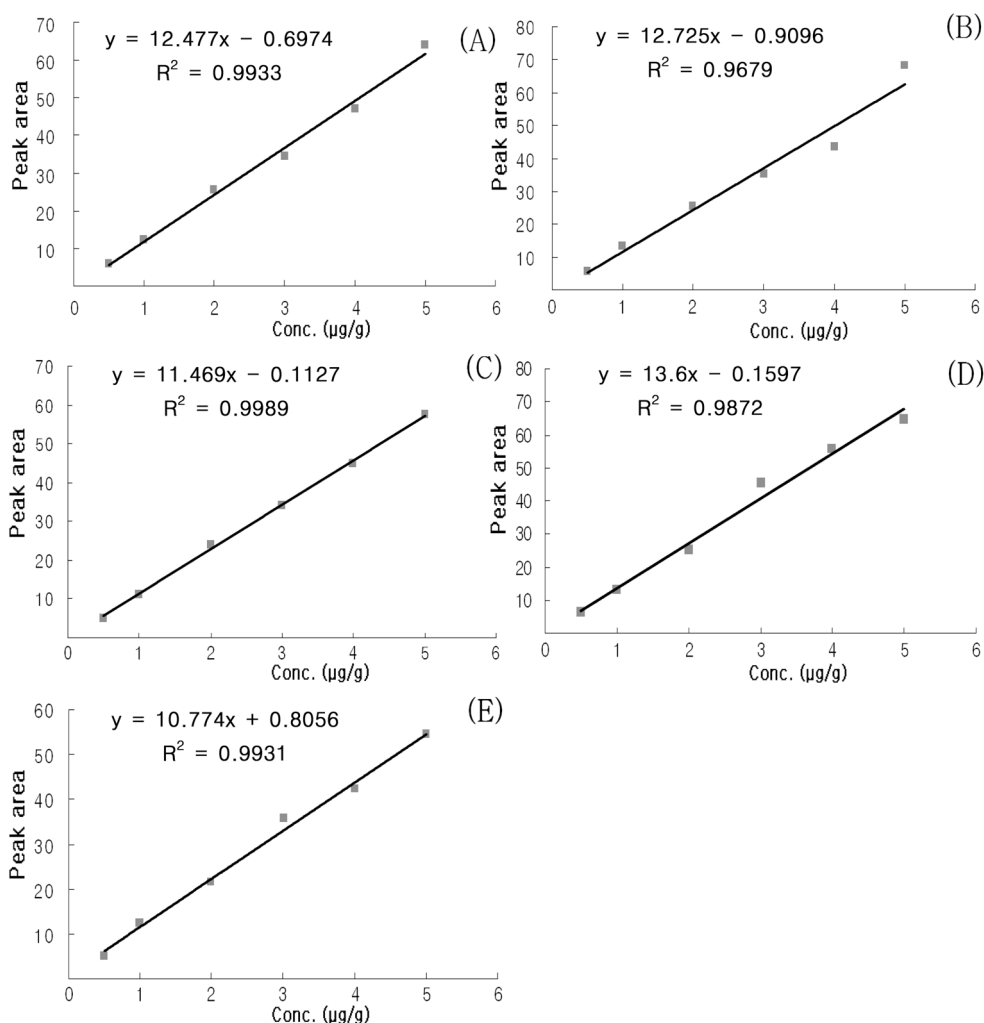 70
60
50
40
30
20
10
0 1 2 3 4 5 6
Peak area
Conc. (μg/g)
y = 12.477x − 0.6974
R² = 0.9933
(A)
80
70
60
50
40
30
20
10
0 1 2 3 4 5 6
Peak area
Conc. (μg/g)
y = 12.725x − 0.9096
R² = 0.9679
(B)
70
60
50
40
30
20
10
0 1 2 3 4 5 6
Peak area
Conc. (μg/g)
y = 11.469x − 0.1127
R² = 0.9989
(C)
80
70
60
50
40
30
20
10
0 1 2 3 4 5 6
Peak area
Conc. (μg/g)
y = 13.6x − 0.1597
R² = 0.9872
(D)
60
50
40
30
20
10
0 1 2 3 4 5 6
Peak area
Conc. (μg/g)
y = 10.774x + 0.8056
R² = 0.9931
(E)